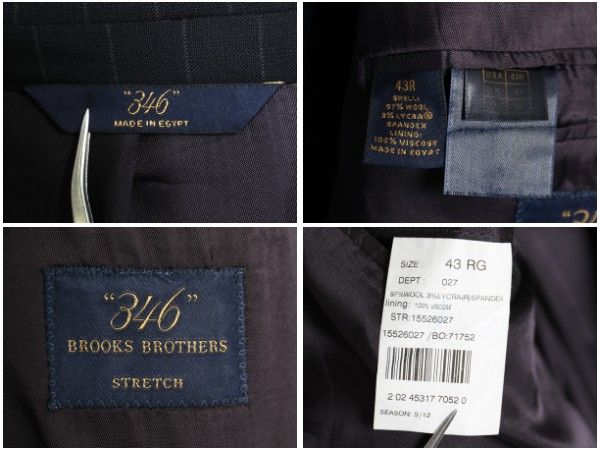 "346"
MADE IN EGYPT
43R
SHELL:
97% WOOL
3% LYCRA®
SPANDEX
LINING:
100% VISCOSE
MADE IN EGYPT
U.S.A 43R
"346"
BROOKS BROTHERS
STRETCH
SIZE: 43 RG
DEPT: 027
97%WOOL 3%LYCRA(R)SPANDEX
lining: 100% VISCOSE
STR:15526027
15526027 /BO:71752
2 02 45317 7052 0
SEASON: S/12